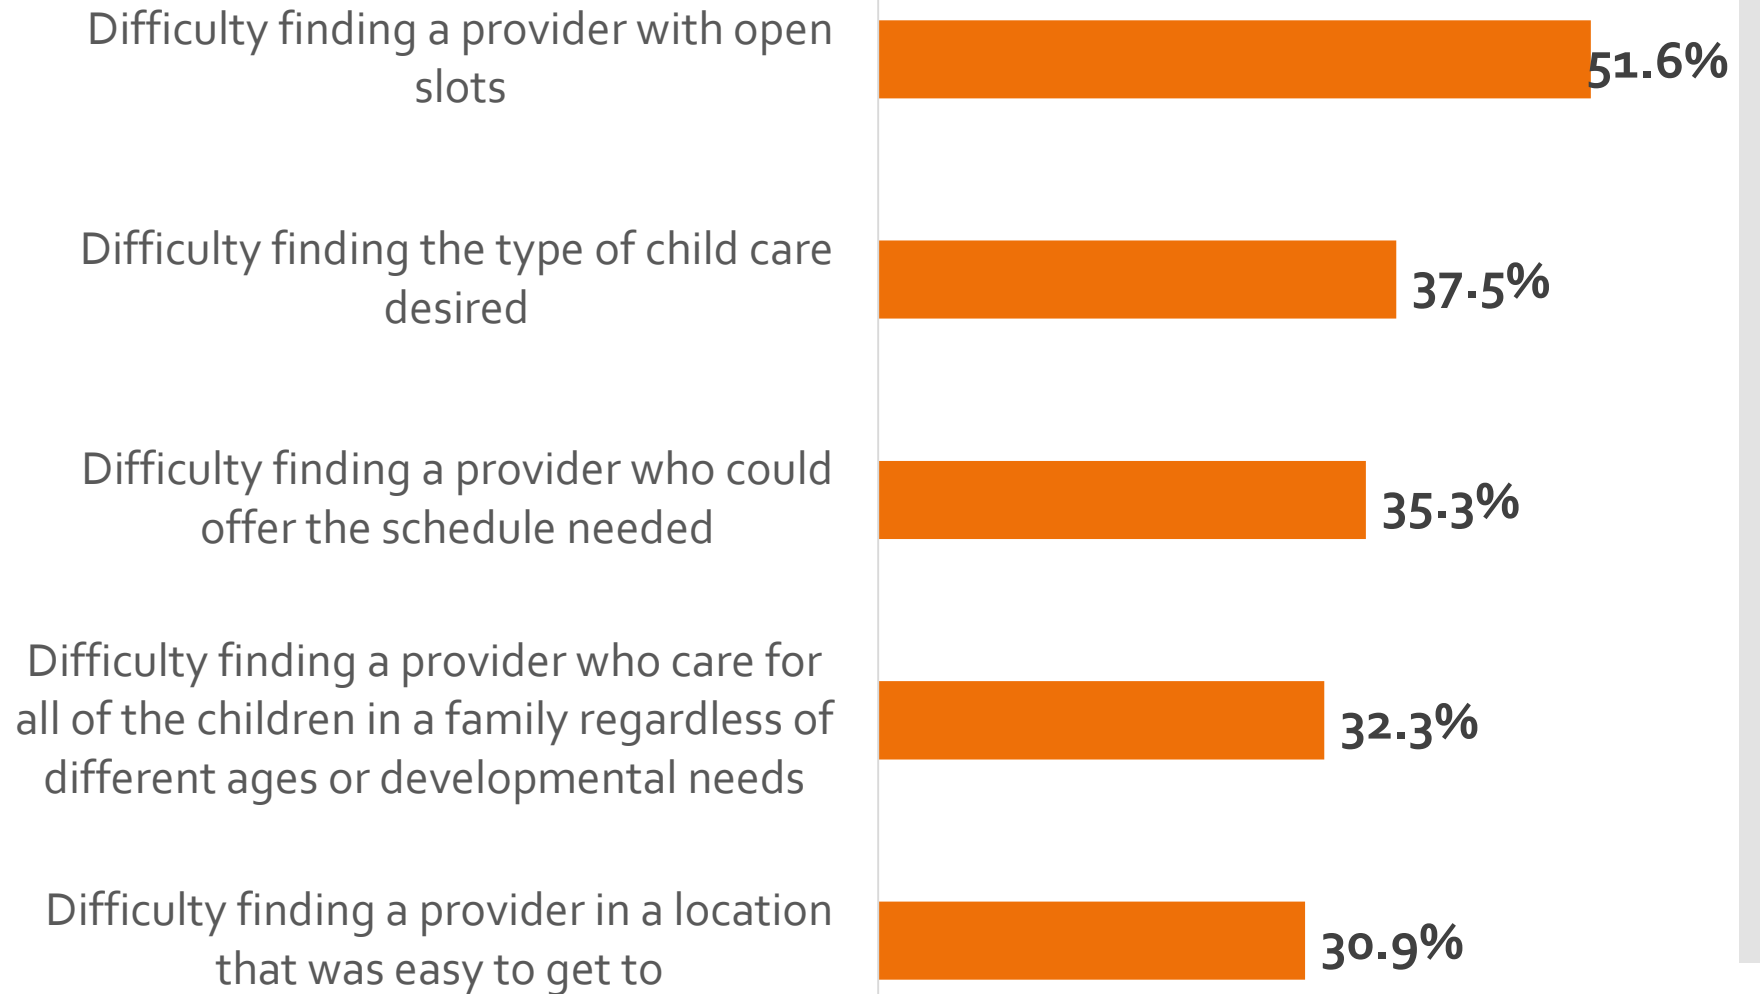 Difficulty finding a provider with open
slots
51.6%
Difficulty finding the type of child care
desired
37.5%
Difficulty finding a provider who could
offer the schedule needed
35.3%
Difficulty finding a provider who care for
all of the children in a family regardless of
different ages or developmental needs
32.3%
Difficulty finding a provider in a location
that was easy to get to
30.9%